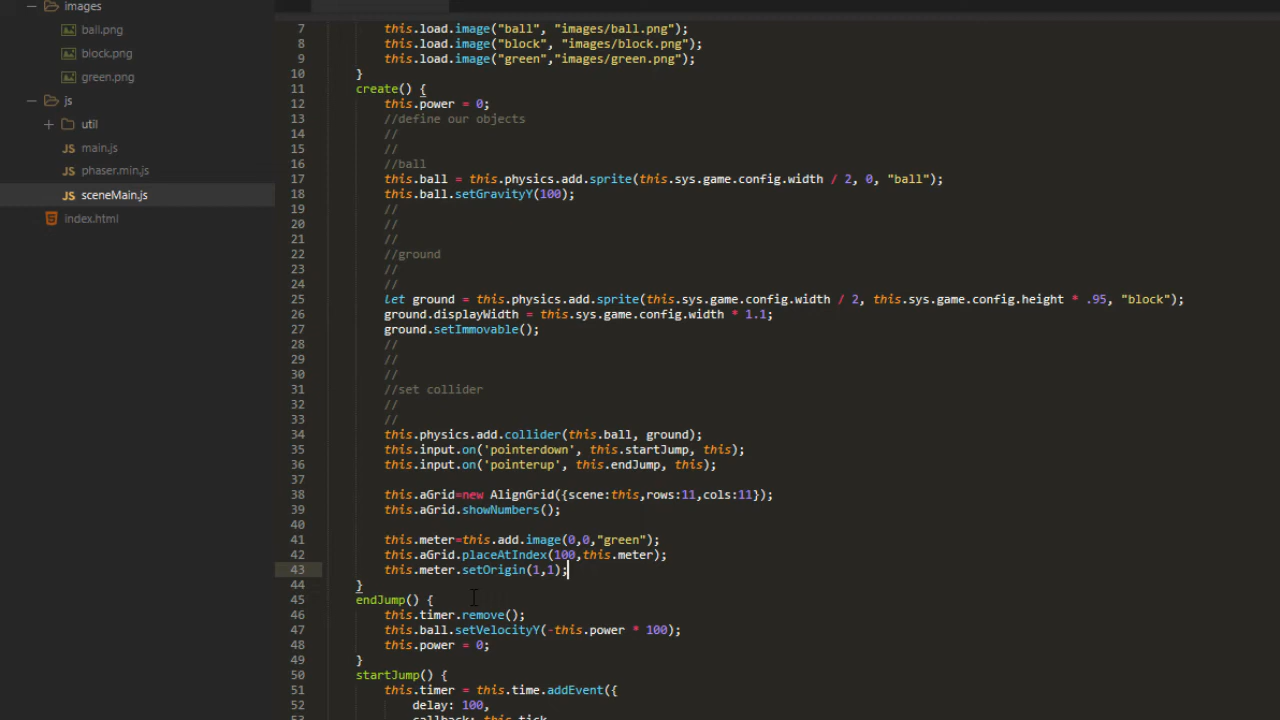 images
ball.png
block.png
green.png
js
util
main.js
phaser.min.js
sceneMain.js
index.html
7 this.load.image("ball", "images/ball.png");
8 this.load.image("block", "images/block.png");
9 this.load.image("green","images/green.png");
10 }
11 create() {
12 this.power = 0;
13 //define our objects
14 //
15 //
16 //ball
17 this.ball = this.physics.add.sprite(this.sys.game.config.width / 2, 0, "ball");
18 this.ball.setGravityY(100);
19 //
20 //
21 //
22 //ground
23 //
24 //
25 let ground = this.physics.add.sprite(this.sys.game.config.width / 2, this.sys.game.config.height * .95, "block");
26 ground.displayWidth = this.sys.game.config.width * 1.1;
27 ground.setImmovable();
28 //
29 //
30 //
31 //set collider
32 //
33 //
34 this.physics.add.collider(this.ball, ground);
35 this.input.on('pointerdown', this.startJump, this);
36 this.input.on('pointerup', this.endJump, this);
37
38 this.aGrid=new AlignGrid({scene:this,rows:11,cols:11});
39 this.aGrid.showNumbers();
40
41 this.meter=this.add.image(0,0,"green");
42 this.aGrid.placeAtIndex(100,this.meter);
43 this.meter.setOrigin(1,1);
44 }
45 endJump() {
46 this.timer.remove();
47 this.ball.setVelocityY(-this.power * 100);
48 this.power = 0;
49 }
50 startJump() {
51 this.timer = this.time.addEvent({
52 delay: 100,
53 callback: this.tick,